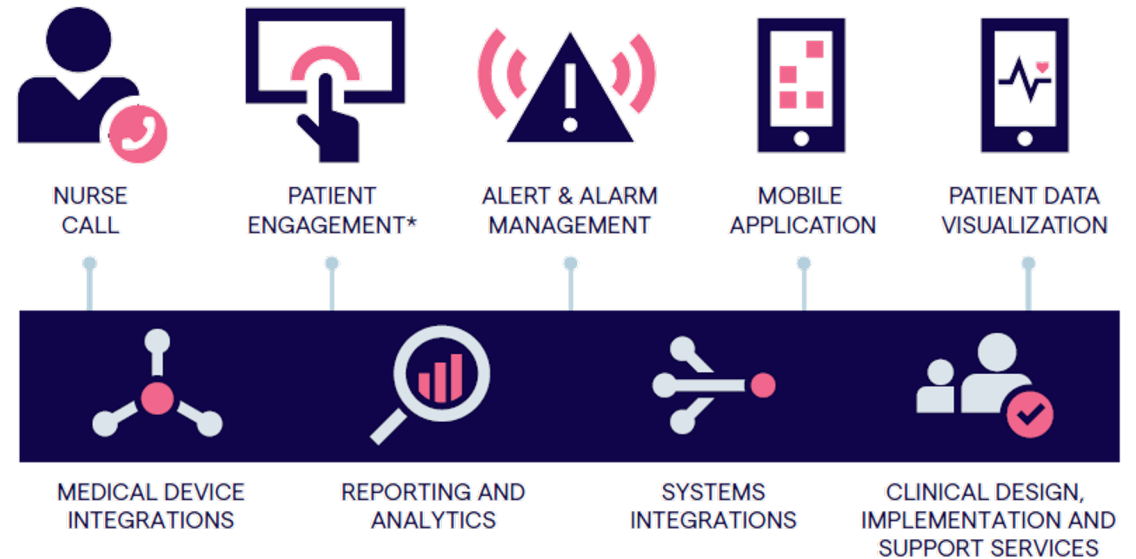 NURSE
CALL
PATIENT
ENGAGEMENT*
ALERT & ALARM
MANAGEMENT
MOBILE
APPLICATION
PATIENT DATA
VISUALIZATION
MEDICAL DEVICE
INTEGRATIONS
REPORTING AND
ANALYTICS
SYSTEMS
INTEGRATIONS
CLINICAL DESIGN,
IMPLEMENTATION AND
SUPPORT SERVICES